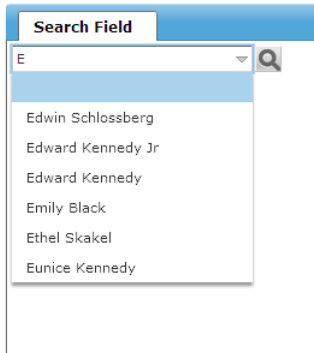 Search Field
E
Edwin Schlossberg
Edward Kennedy Jr
Edward Kennedy
Emily Black
Ethel Skakel
Eunice Kennedy